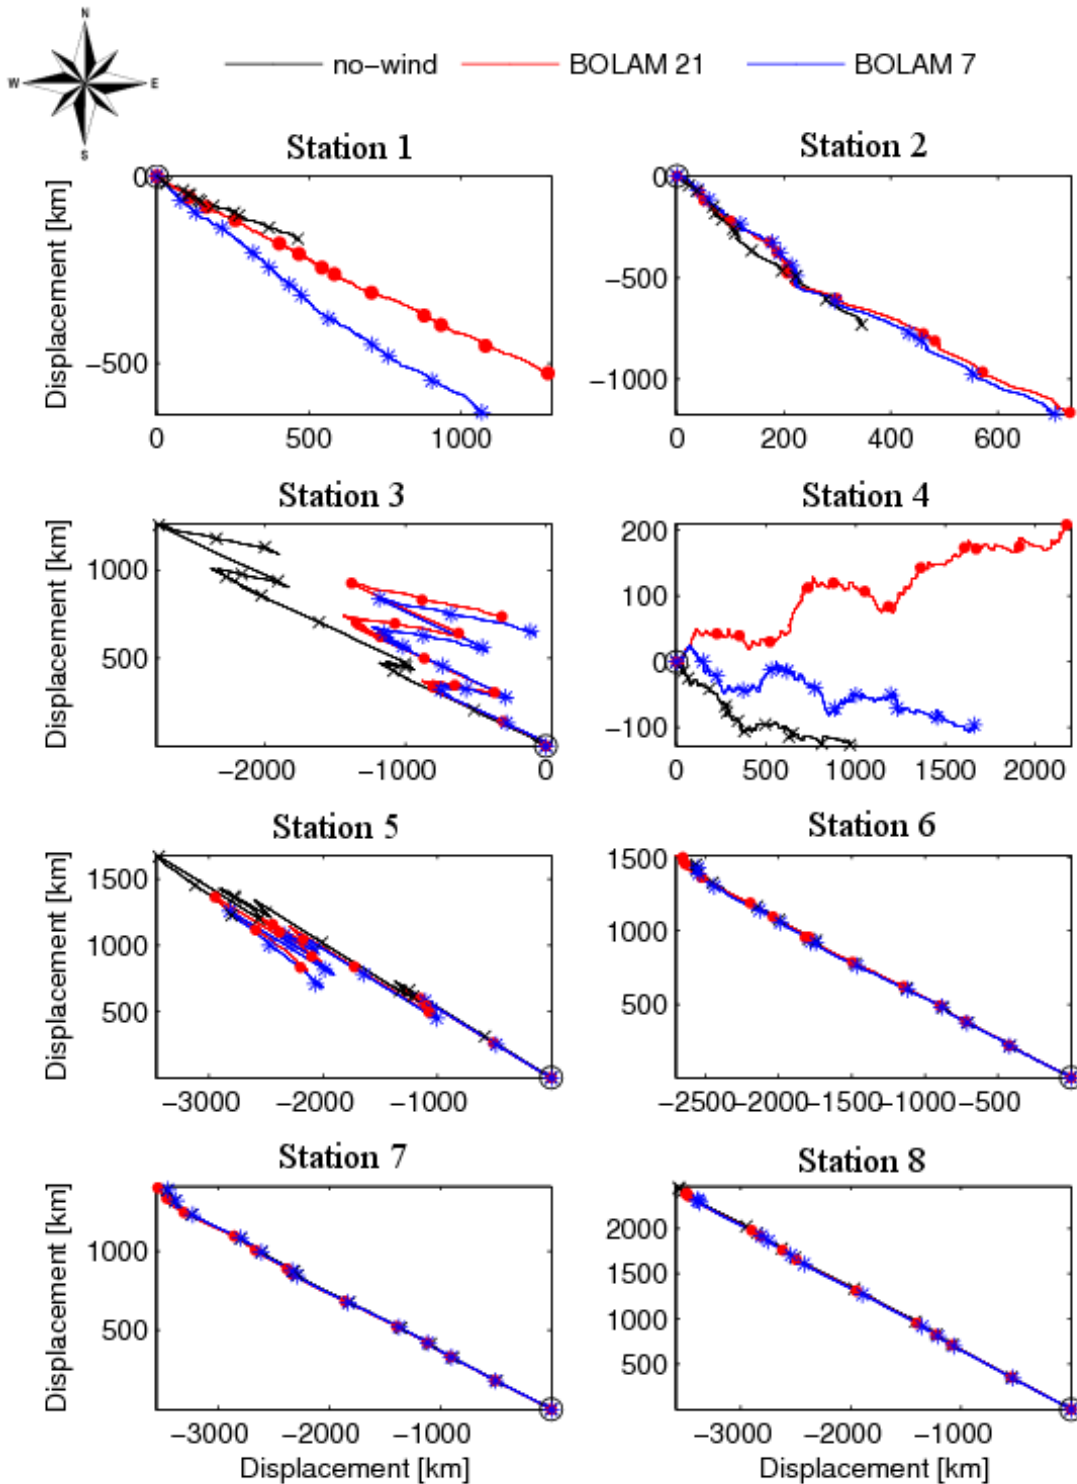 N
W E
S
no-wind BOLAM 21 BOLAM 7
Station 1 Station 2
Displacement [km]
0
−500
0 500 1000
0
−500
−1000
0 200 400 600
Station 3 Station 4
Displacement [km]
1000
500
−2000 −1000 0
200
100
0
−100
0 500 1000 1500 2000
Station 5 Station 6
Displacement [km]
1500
1000
500
−3000 −2000 −1000
1500
1000
500
−2500 −2000 −1500 −1000 −500
Station 7 Station 8
Displacement [km]
1000
500
−3000 −2000 −1000
Displacement [km]
2000
1500
1000
500
−3000 −2000 −1000
Displacement [km]